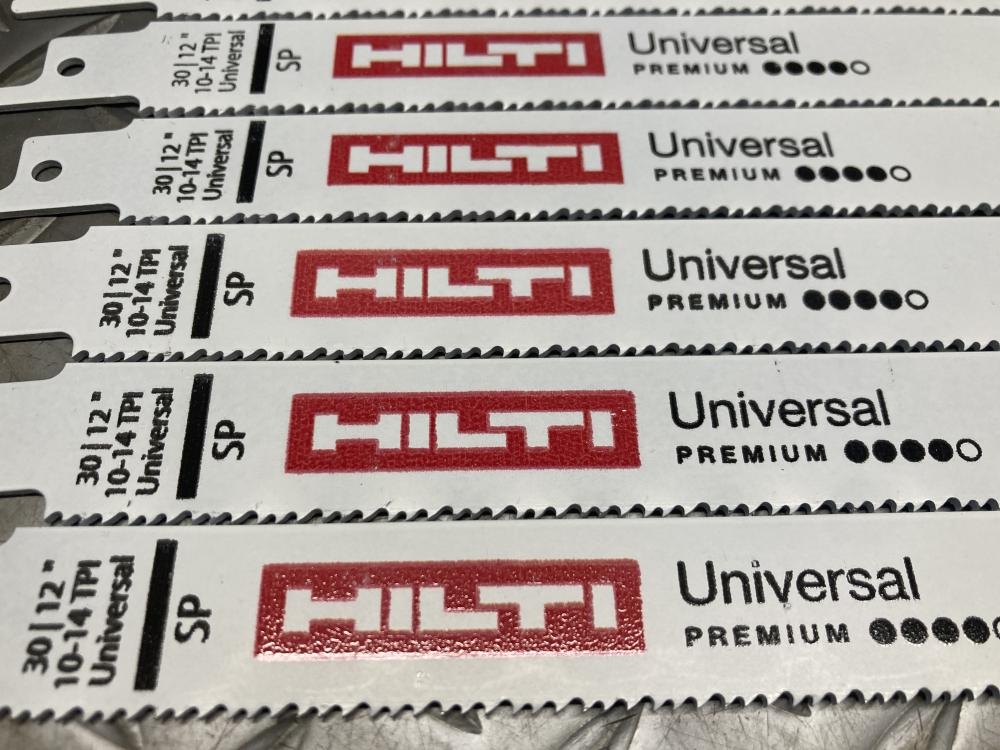 30 | 12 "
10-14 TPI
Universal
SP
HILTI
Universal
PREMIUM
30 | 12 "
10-14 TPI
Universal
SP
HILTI
Universal
PREMIUM
30 | 12 "
10-14 TPI
Universal
SP
HILTI
Universal
PREMIUM
30 | 12 "
10-14 TPI
Universal
SP
HILTI
Universal
PREMIUM
30 | 12 "
10-14 TPI
Universal
SP
HILTI
Universal
PREMIUM